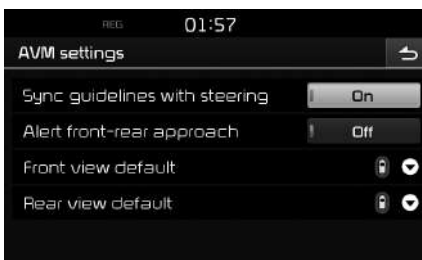 REG 01:57
AVM settings
Sync guidelines with steering On
Alert front-rear approach Off
Front view default
Rear view default